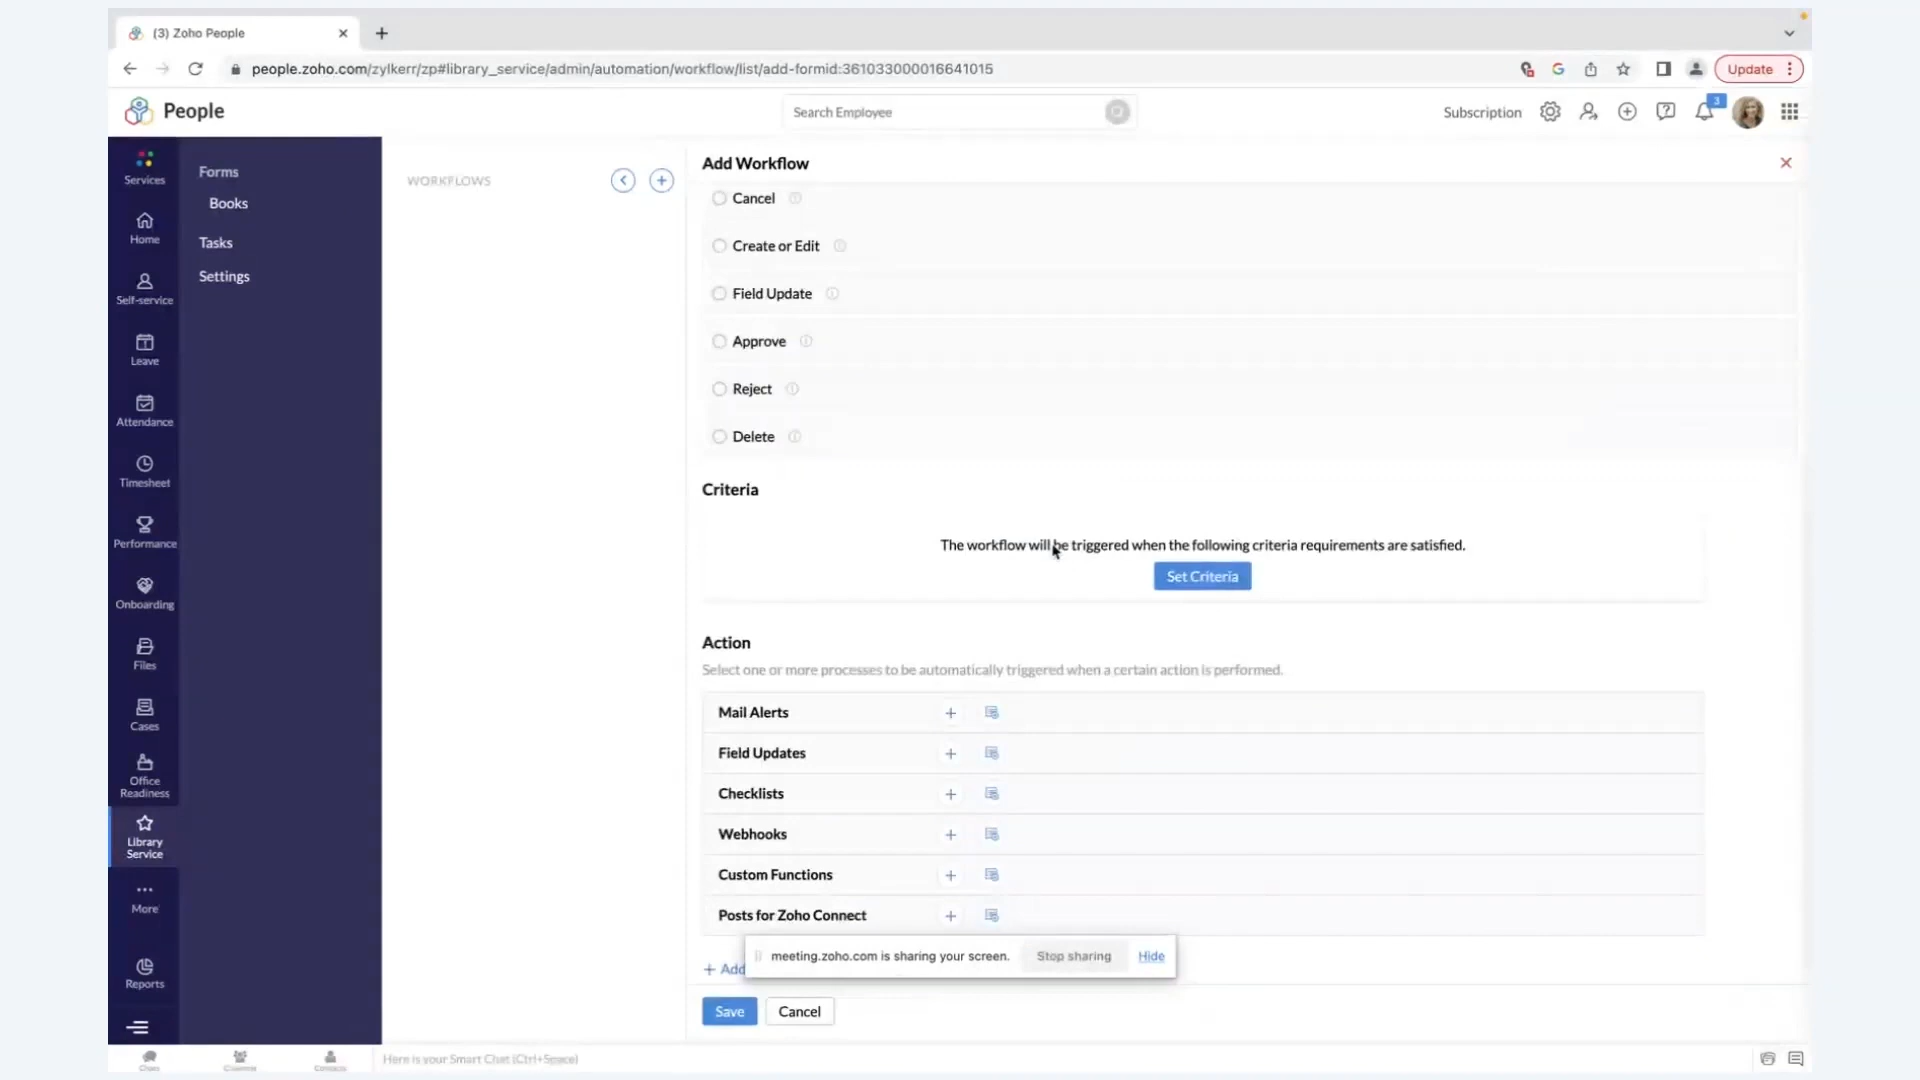 (3) Zoho People
people.zoho.com/zylkerr/zp#library_service/admin/automation/workflow/list/add-formid:361033000016641015
Update
People
Search Employee
Subscription
3
Services
Home
Self-service
Leave
Attendance
Timesheet
Performance
Onboarding
Files
Cases
Office
Readiness
Library
Service
More
Reports
Forms
Books
Tasks
Settings
WORKFLOWS
Add Workflow
Cancel
Create or Edit
Field Update
Approve
Reject
Delete
Criteria
The workflow will be triggered when the following criteria requirements are satisfied.
Set Criteria
Action
Select one or more processes to be automatically triggered when a certain action is performed.
Mail Alerts
Field Updates
Checklists
Webhooks
Custom Functions
Posts for Zoho Connect
+ Add
meeting.zoho.com is sharing your screen.
Stop sharing
Hide
Save
Cancel
Chats
Channels
Contacts
Here is your Smart Chat (Ctrl+Space)